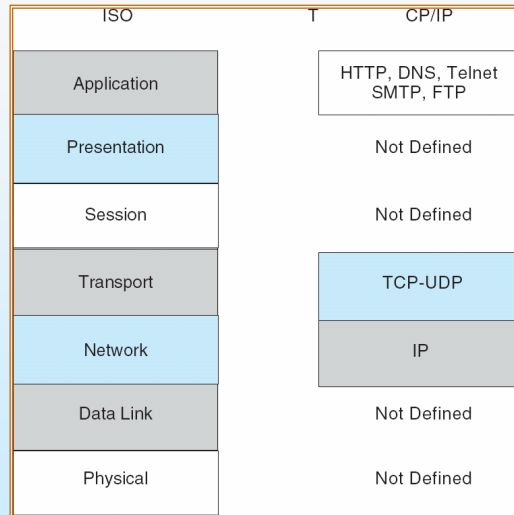 ISO T CP/IP
Application HTTP, DNS, Telnet
SMTP, FTP
Presentation Not Defined
Session Not Defined
Transport TCP-UDP
Network IP
Data Link Not Defined
Physical Not Defined